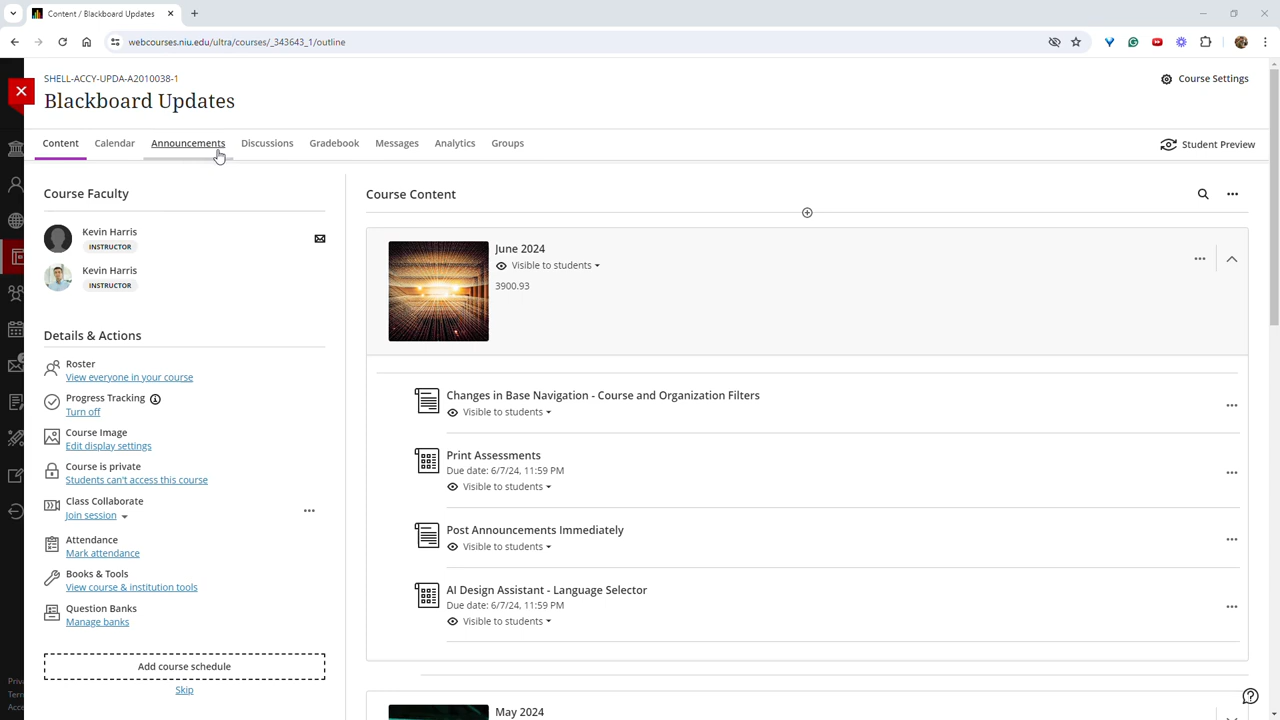 Content / Blackboard Updates
webcourses.niu.edu/ultra/courses/_343643_1/outline
SHELL-ACCY-UPDA-A2010038-1
Blackboard Updates
Course Settings
Content
Calendar
Announcements
Discussions
Gradebook
Messages
Analytics
Groups
Student Preview
Course Faculty
Kevin Harris
INSTRUCTOR
Kevin Harris
INSTRUCTOR
Details & Actions
Roster
View everyone in your course
Progress Tracking
Turn off
Course Image
Edit display settings
Course is private
Students can't access this course
Class Collaborate
Join session
Attendance
Mark attendance
Books & Tools
View course & institution tools
Question Banks
Manage banks
Add course schedule
Skip
Priv
Terr
Acce
Course Content
June 2024
Visible to students
3900.93
Changes in Base Navigation - Course and Organization Filters
Visible to students
Print Assessments
Due date: 6/7/24, 11:59 PM
Visible to students
Post Announcements Immediately
Visible to students
AI Design Assistant - Language Selector
Due date: 6/7/24, 11:59 PM
Visible to students
May 2024